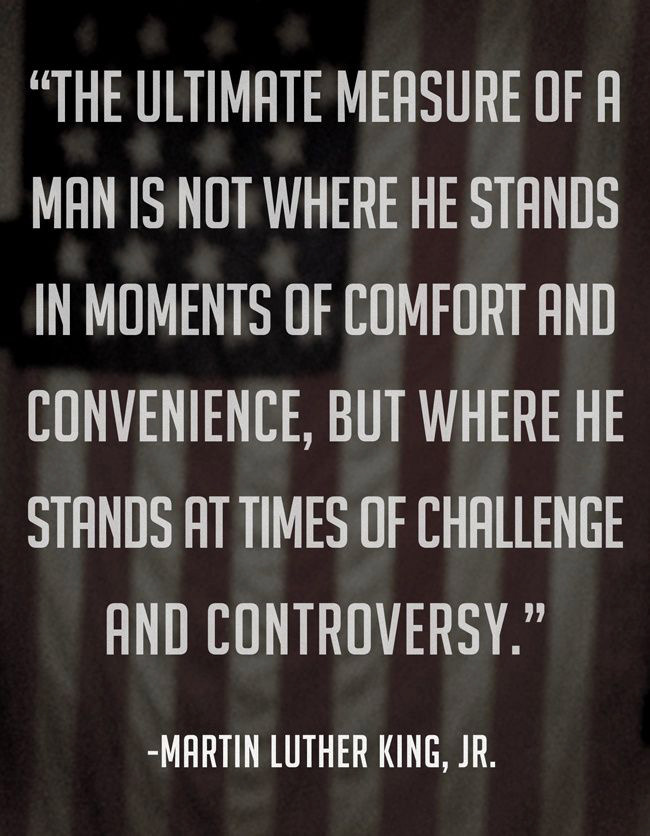 “THE ULTIMATE MEASURE OF A
MAN IS NOT WHERE HE STANDS
IN MOMENTS OF COMFORT AND
CONVENIENCE, BUT WHERE HE
STANDS AT TIMES OF CHALLENGE
AND CONTROVERSY.”
-MARTIN LUTHER KING, JR.